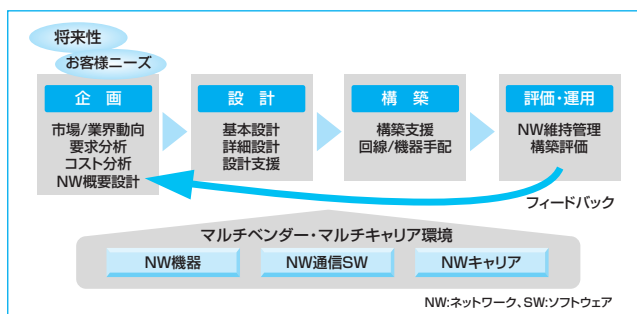 将来性
お客様ニーズ
企画
市場/業界動向
要求分析
コスト分析
NW概要設計
設計
基本設計
詳細設計
設計支援
構築
構築支援
回線/機器手配
評価・運用
NW維持管理
構築評価
フィードバック
マルチベンダー・マルチキャリア環境
NW機器
NW通信SW
NWキャリア
NW:ネットワーク、SW:ソフトウェア